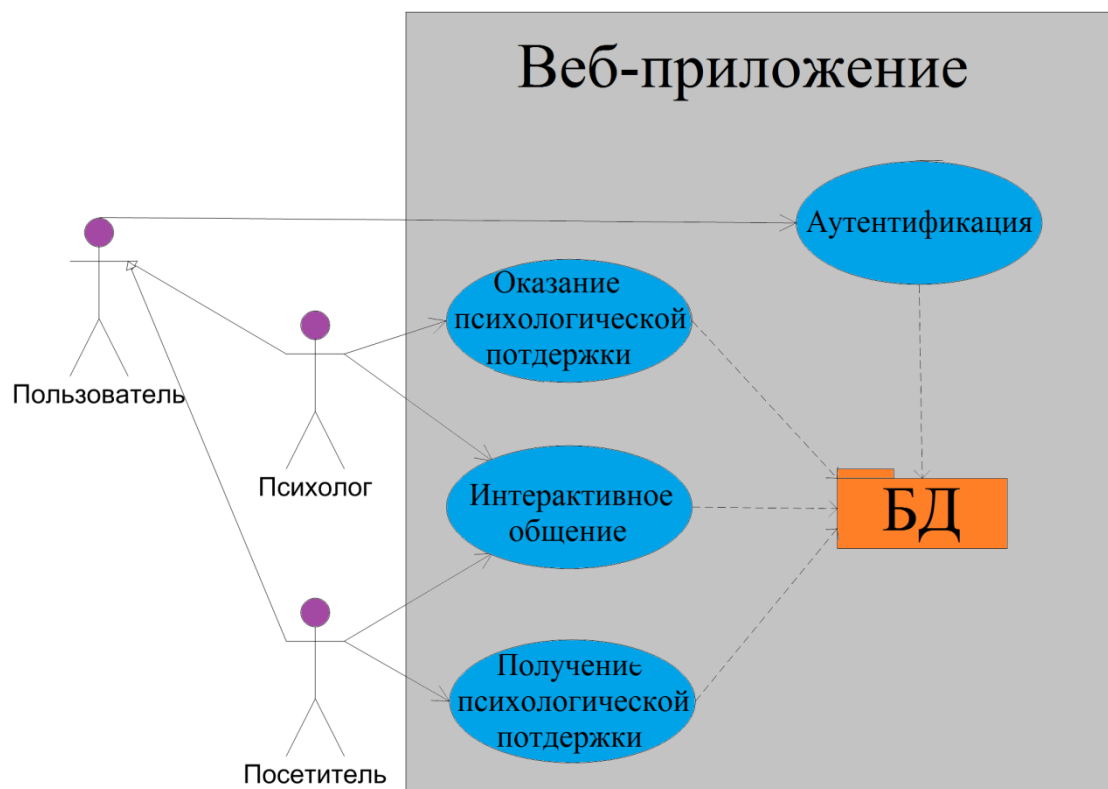 Веб-приложение
Аутентификация
Оказание
психологической
потдержки
Пользователь
Психолог
Интерактивное
общение
БД
Получение
психологической
потдержки
Посетитель